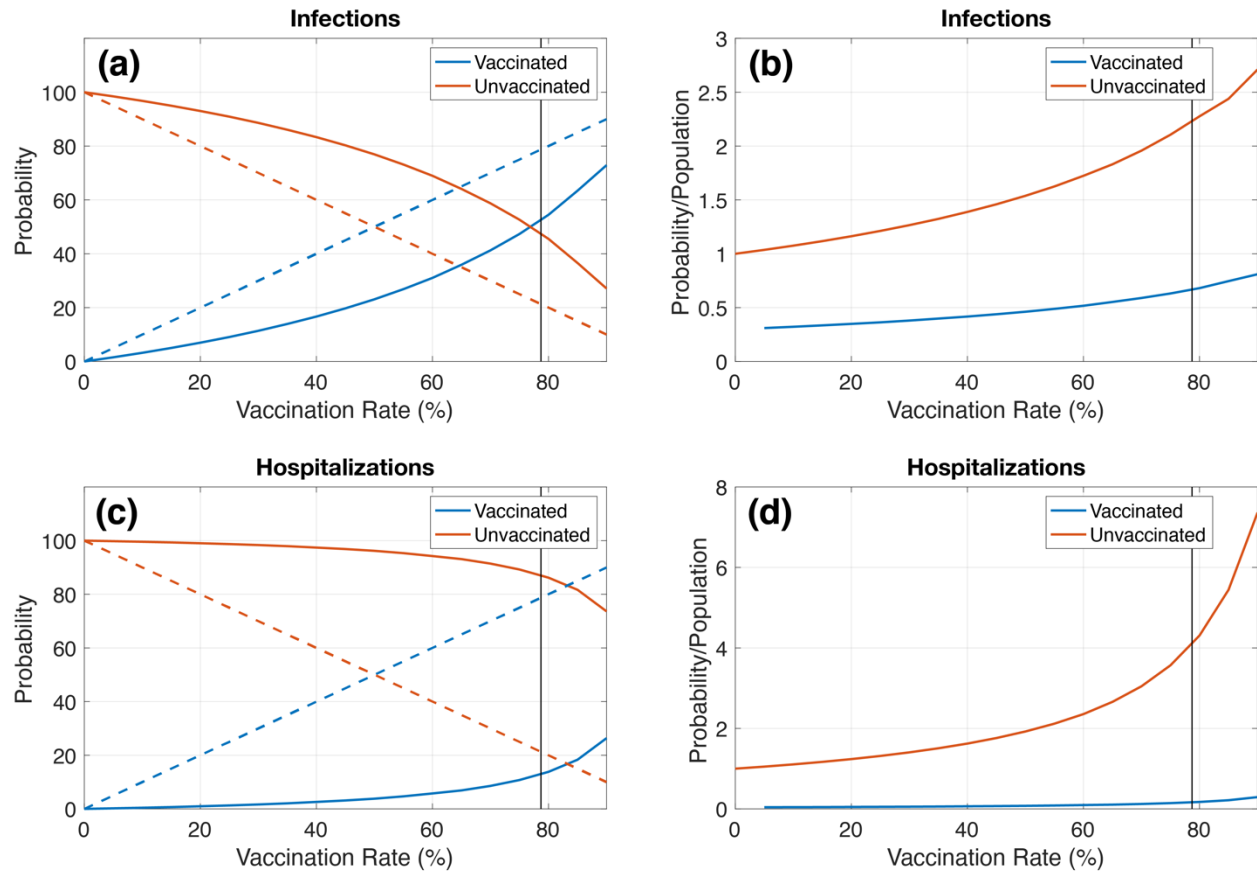 Infections
(a)
Vaccinated
Unvaccinated
100
80
60
40
20
0
Probability
0 20 40 60 80
Vaccination Rate (%)
Infections
(b)
Vaccinated
Unvaccinated
3
2.5
2
1.5
1
0.5
0
Probability/Population
0 20 40 60 80
Vaccination Rate (%)
Hospitalizations
(c)
Vaccinated
Unvaccinated
100
80
60
40
20
0
Probability
0 20 40 60 80
Vaccination Rate (%)
Hospitalizations
(d)
Vaccinated
Unvaccinated
8
6
4
2
0
Probability/Population
0 20 40 60 80
Vaccination Rate (%)